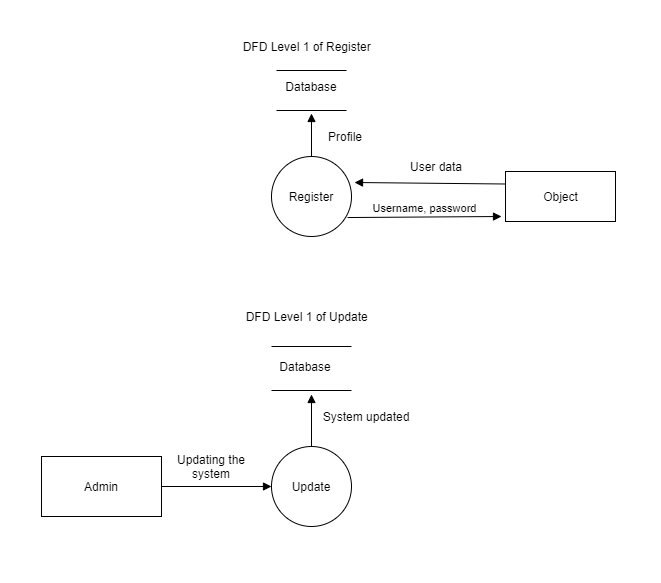 DFD Level 1 of Register
Database
Profile
User data
Register
Object
Username, password
DFD Level 1 of Update
Database
System updated
Updating the
system
Admin
Update